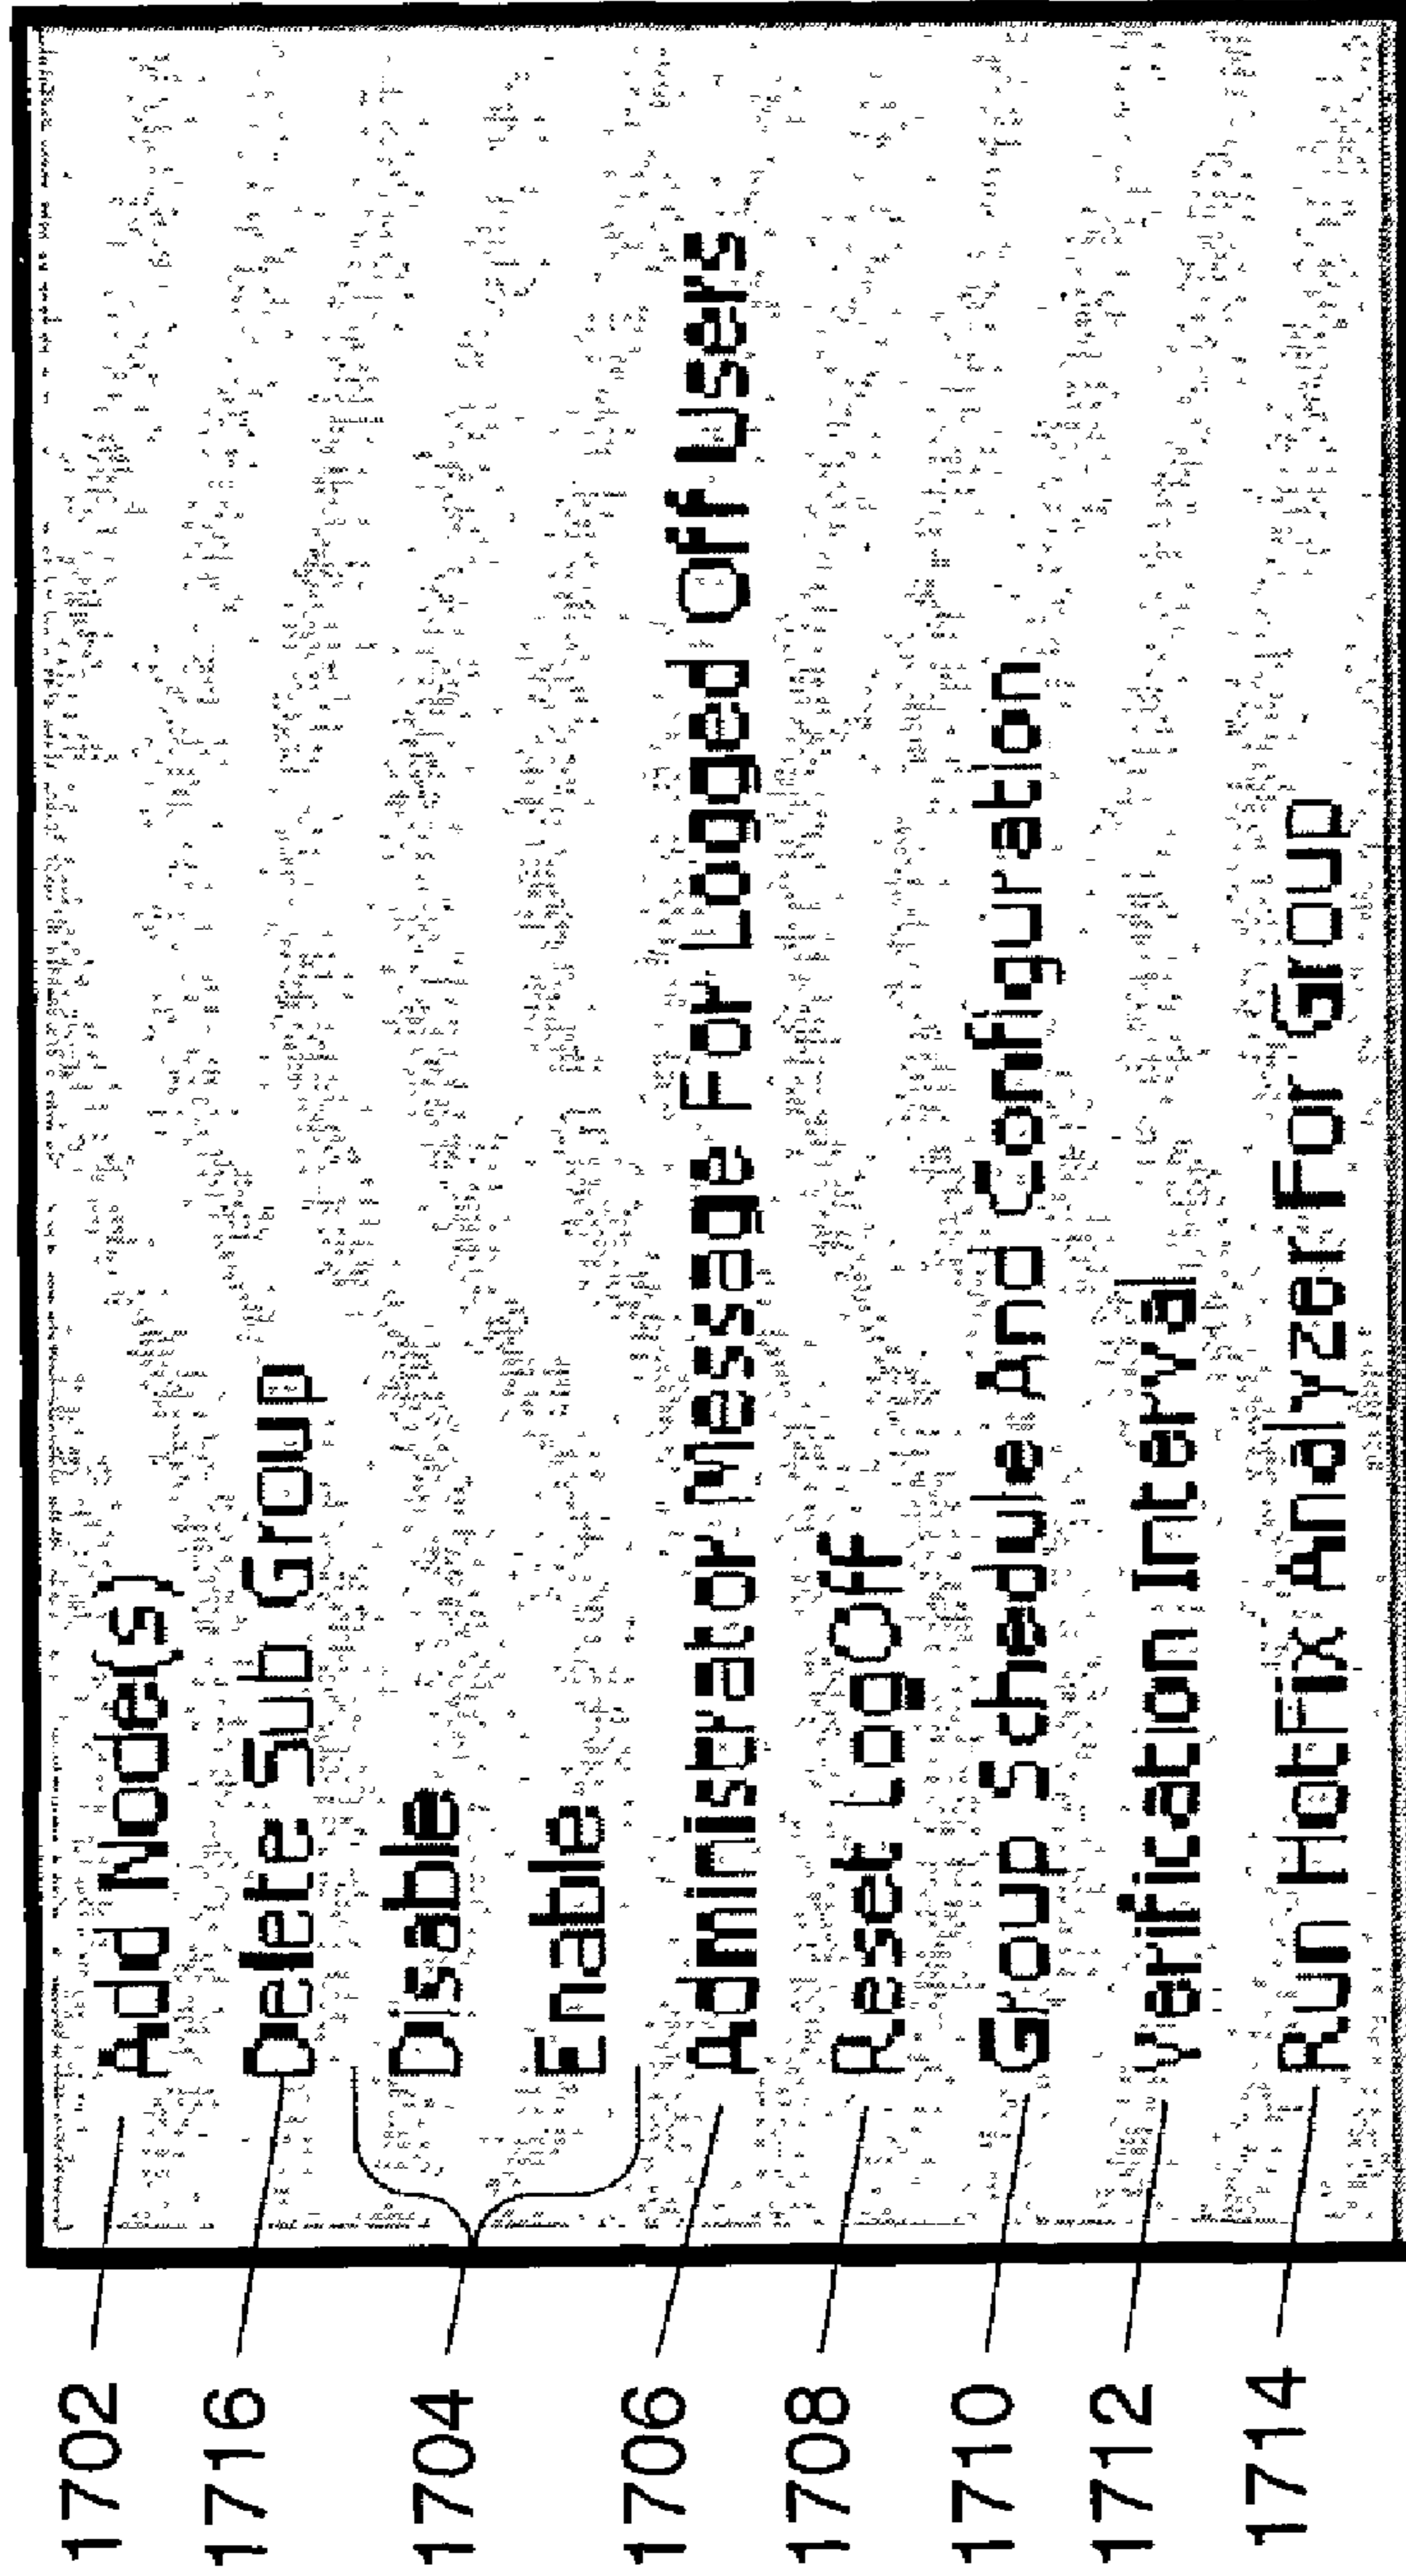 1702 Add Node(s)
1716 Delete Sub Group
1704 Disable
Enable
1706 Administrator Message For Logged Off Users
1708 Reset LogOff
1710 Group Schedule And Configuration
1712 Verification Interval
1714 Run HotFix Analyzer For Group